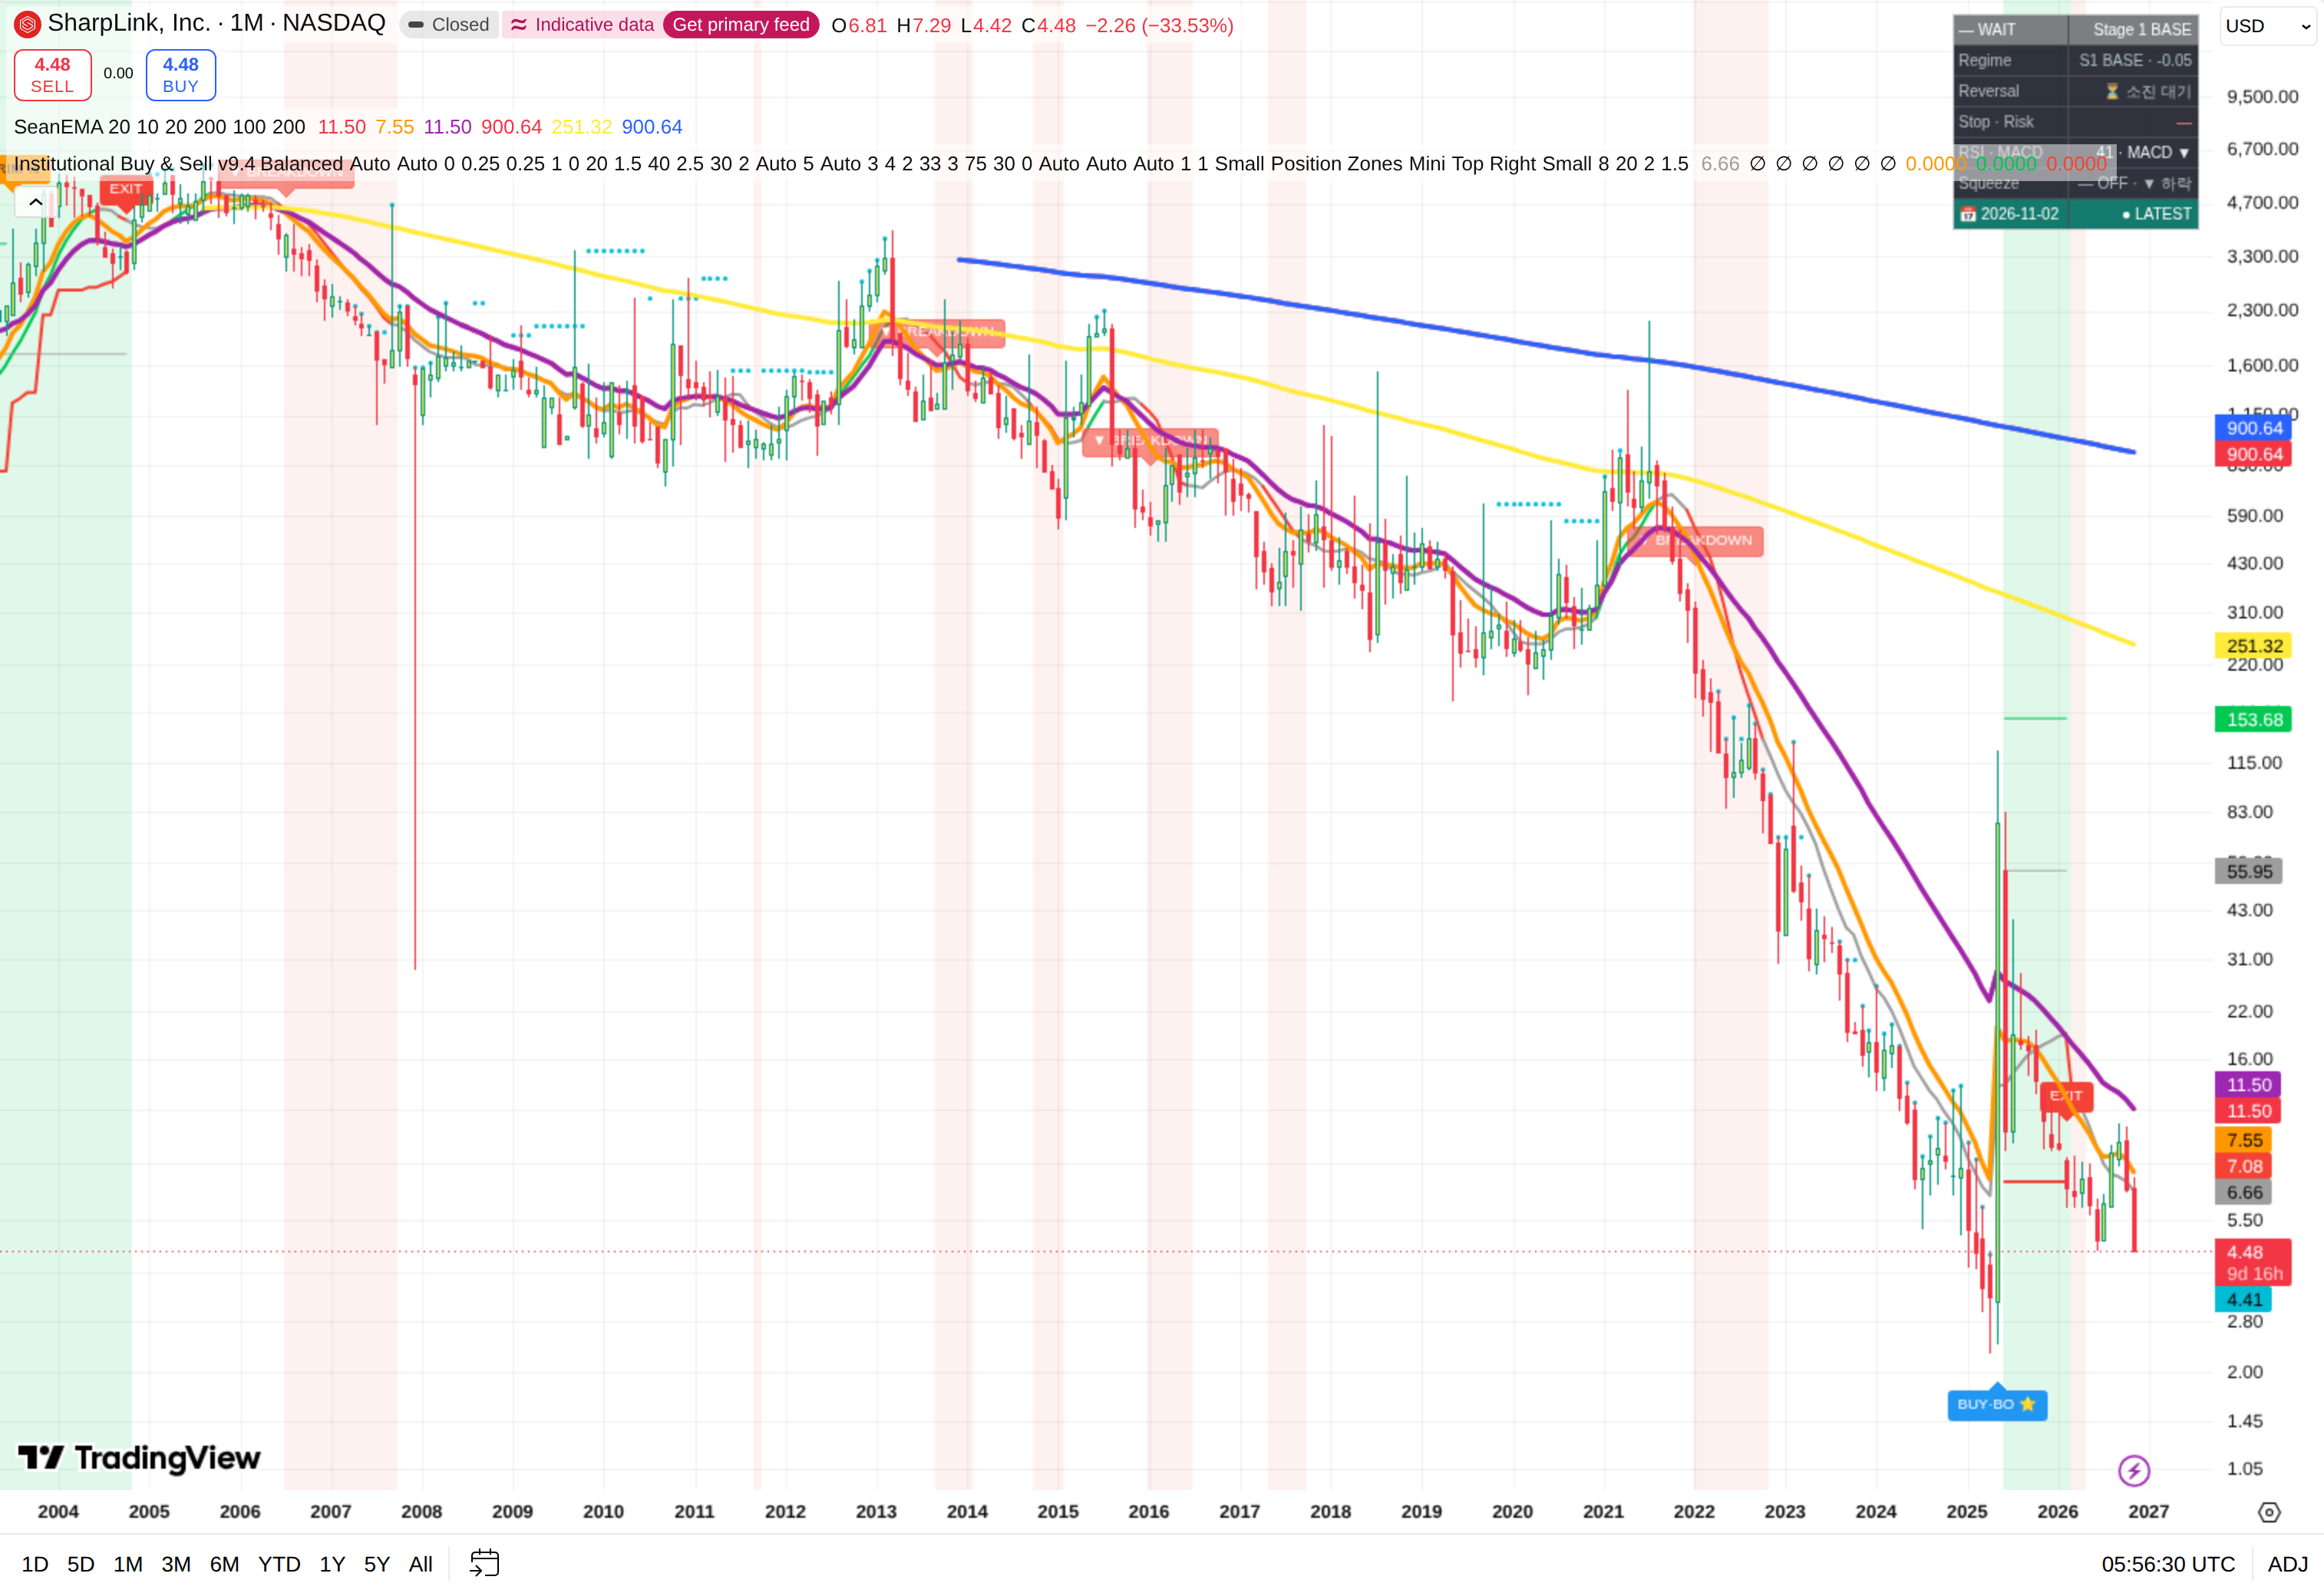 SharpLink, Inc. · 1M · NASDAQ Closed Indicative data Get primary feed O6.81 H7.29 L4.42 C4.48 −2.26 (−33.53%)
4.48 SELL 0.00 4.48 BUY
SeanEMA 20 10 20 200 100 200 11.50 7.55 11.50 900.64 251.32 900.64
Institutional Buy & Sell v9.4 Balanced Auto Auto 0 0.25 0.25 1 0 20 1.5 40 2.5 30 2 Auto 5 Auto 3 4 2 33 3 75 30 0 Auto Auto Auto 1 1 Small Position Zones Mini Top Right Small 8 20 2 1.5 6.66 ∅ ∅ ∅ ∅ ∅ ∅ 0.0000 0.0000 0.0000
— WAIT Stage 1 BASE
Regime S1 BASE · -0.05
Reversal ⏳ 소진 대기
Stop · Risk —
RSI · MACD 41 · MACD ▼
Squeeze — OFF · ▼ 하락
📅 2026-11-02 ● LATEST
USD
9,500.00
6,700.00
4,700.00
3,300.00
2,300.00
1,600.00
1,150.00
900.64
900.64
850.00
590.00
430.00
310.00
251.32
220.00
153.68
115.00
83.00
55.95
43.00
31.00
22.00
16.00
11.50
11.50
7.55
7.08
6.66
5.50
4.48
9d 16h
4.41
2.80
2.00
1.45
1.05
EXIT
BREAKDOWN
BREAKDOWN
▼ BREAKDOWN
BREAKDOWN
EXIT
BUY-BO ⭐
TradingView
2004 2005 2006 2007 2008 2009 2010 2011 2012 2013 2014 2015 2016 2017 2018 2019 2020 2021 2022 2023 2024 2025 2026 2027
1D 5D 1M 3M 6M YTD 1Y 5Y All 05:56:30 UTC ADJ